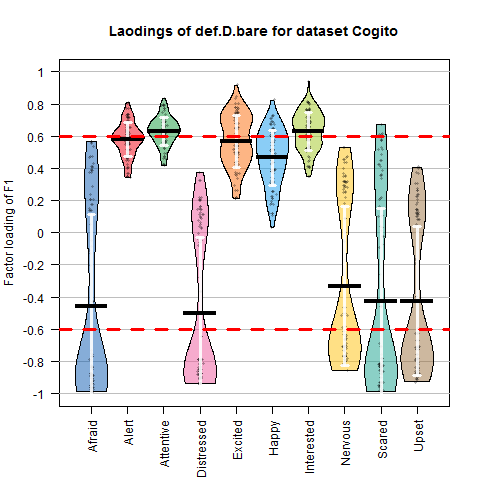 Laodings of def.D.bare for dataset Cogito
Factor loading of F1
1
0.8
0.6
0.4
0.2
0
-0.2
-0.4
-0.6
-0.8
-1
Afraid
Alert
Attentive
Distressed
Excited
Happy
Interested
Nervous
Scared
Upset